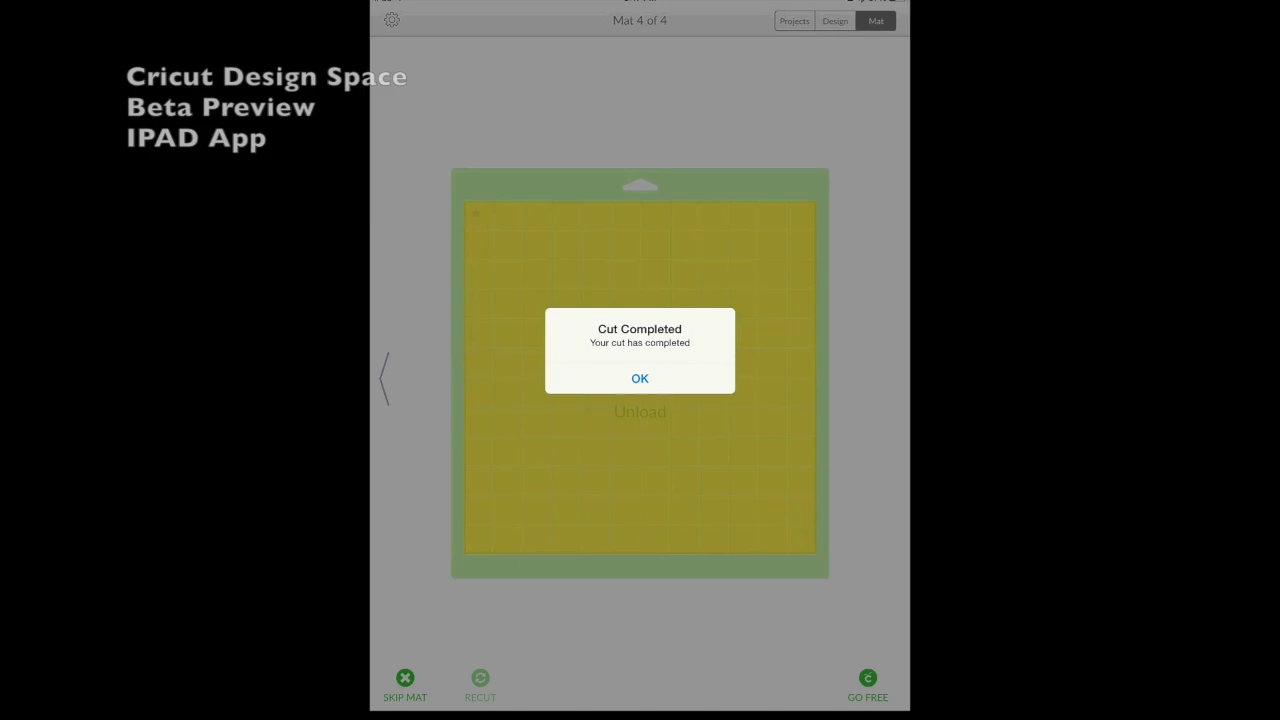 Mat 4 of 4
Projects Design Mat
Cricut Design Space
Beta Preview
IPAD App
Cut Completed
Your cut has completed
OK
Unload
SKIP MAT
RECUT
GO FREE